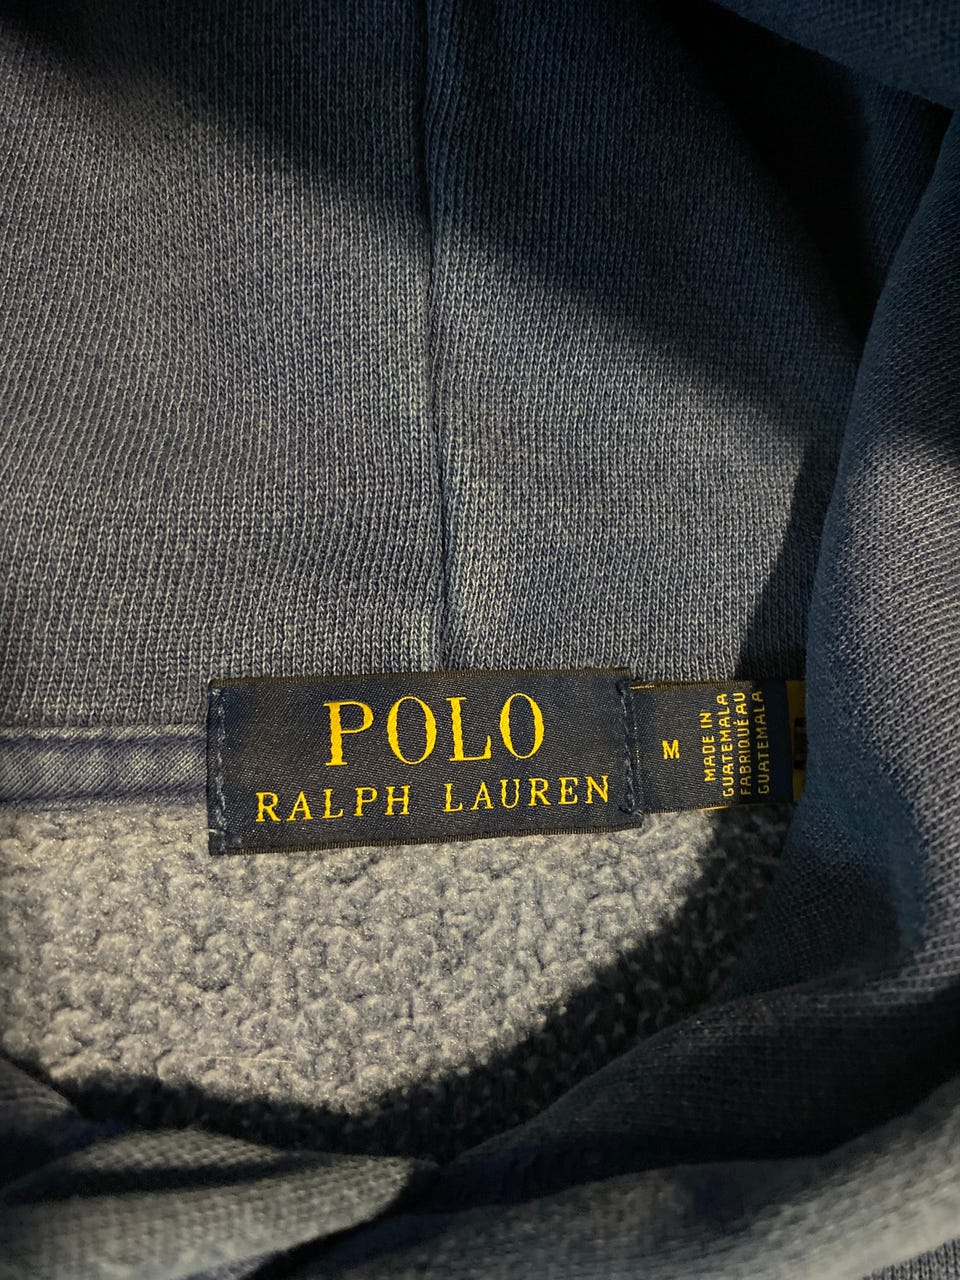 POLO
RALPH LAUREN
M
MADE IN
GUATEMALA
FABRIQUÉ AU
GUATEMALA